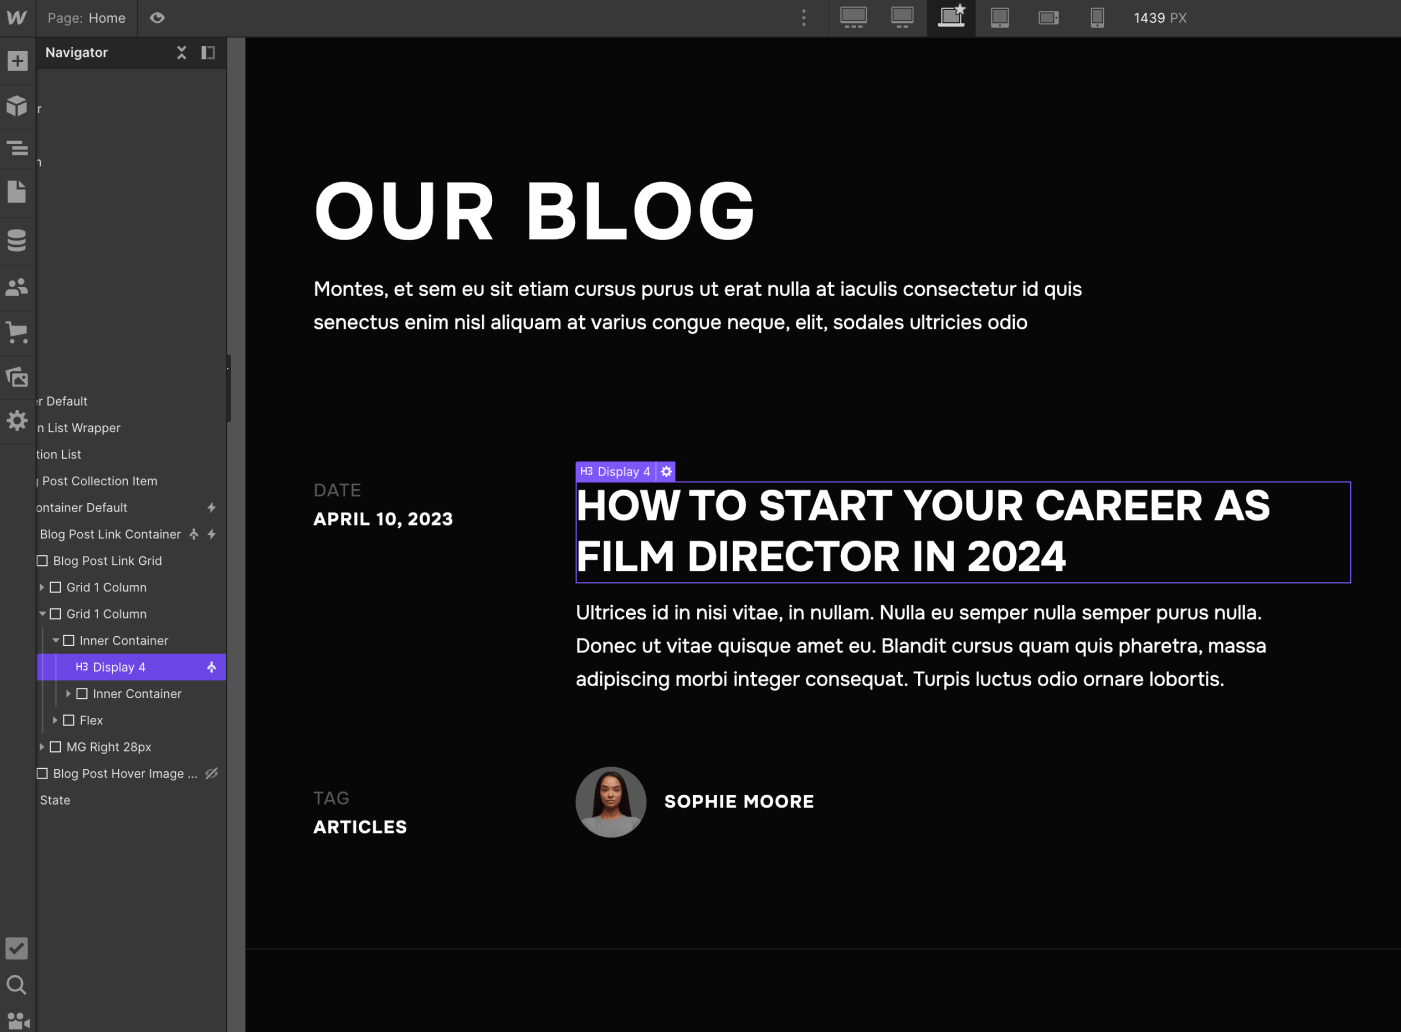 Page: Home
1439 PX
Navigator
r
n
r Default
n List Wrapper
tion List
Post Collection Item
ontainer Default
Blog Post Link Container
Blog Post Link Grid
Grid 1 Column
Grid 1 Column
Inner Container
H3 Display 4
Inner Container
Flex
MG Right 28px
Blog Post Hover Image ...
State
OUR BLOG
Montes, et sem eu sit etiam cursus purus ut erat nulla at iaculis consectetur id quis
senectus enim nisl aliquam at varius congue neque, elit, sodales ultricies odio
DATE
APRIL 10, 2023
H3 Display 4
HOW TO START YOUR CAREER AS
FILM DIRECTOR IN 2024
Ultrices id in nisi vitae, in nullam. Nulla eu semper nulla semper purus nulla.
Donec ut vitae quisque amet eu. Blandit cursus quam quis pharetra, massa
adipiscing morbi integer consequat. Turpis luctus odio ornare lobortis.
TAG
ARTICLES
SOPHIE MOORE